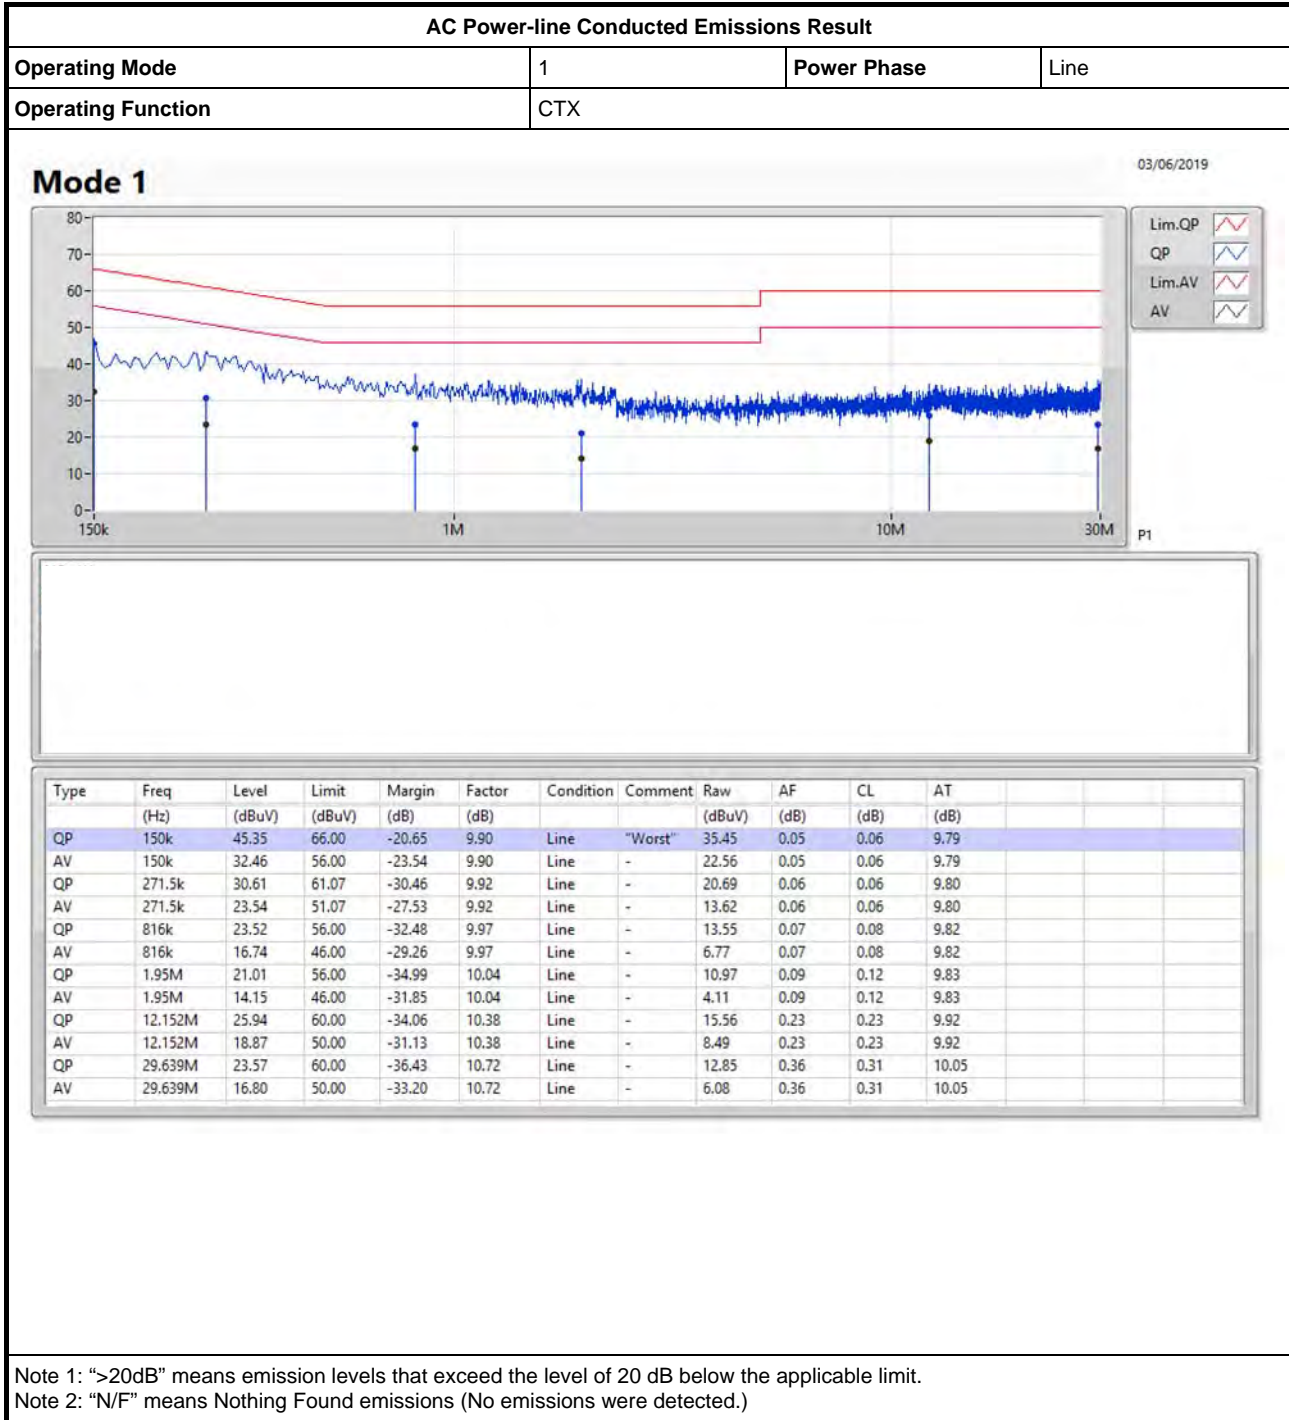 AC Power-line Conducted Emissions Result
Operating Mode 1 Power Phase Line
Operating Function CTX
03/06/2019
Mode 1
80
70
60
50
40
30
20
10
0
150k 1M 10M 30M
Lim.QP
QP
Lim.AV
AV
P1
Type Freq Level Limit Margin Factor Condition Comment Raw AF CL AT
(Hz) (dBuV) (dBuV) (dB) (dB) (dBuV) (dB) (dB) (dB)
QP 150k 45.35 66.00 -20.65 9.90 Line "Worst" 35.45 0.05 0.06 9.79
AV 150k 32.46 56.00 -23.54 9.90 Line - 22.56 0.05 0.06 9.79
QP 271.5k 30.61 61.07 -30.46 9.92 Line - 20.69 0.06 0.06 9.80
AV 271.5k 23.54 51.07 -27.53 9.92 Line - 13.62 0.06 0.06 9.80
QP 816k 23.52 56.00 -32.48 9.97 Line - 13.55 0.07 0.08 9.82
AV 816k 16.74 46.00 -29.26 9.97 Line - 6.77 0.07 0.08 9.82
QP 1.95M 21.01 56.00 -34.99 10.04 Line - 10.97 0.09 0.12 9.83
AV 1.95M 14.15 46.00 -31.85 10.04 Line - 4.11 0.09 0.12 9.83
QP 12.152M 25.94 60.00 -34.06 10.38 Line - 15.56 0.23 0.23 9.92
AV 12.152M 18.87 50.00 -31.13 10.38 Line - 8.49 0.23 0.23 9.92
QP 29.639M 23.57 60.00 -36.43 10.72 Line - 12.85 0.36 0.31 10.05
AV 29.639M 16.80 50.00 -33.20 10.72 Line - 6.08 0.36 0.31 10.05
Note 1: “>20dB” means emission levels that exceed the level of 20 dB below the applicable limit.
Note 2: “N/F” means Nothing Found emissions (No emissions were detected.)